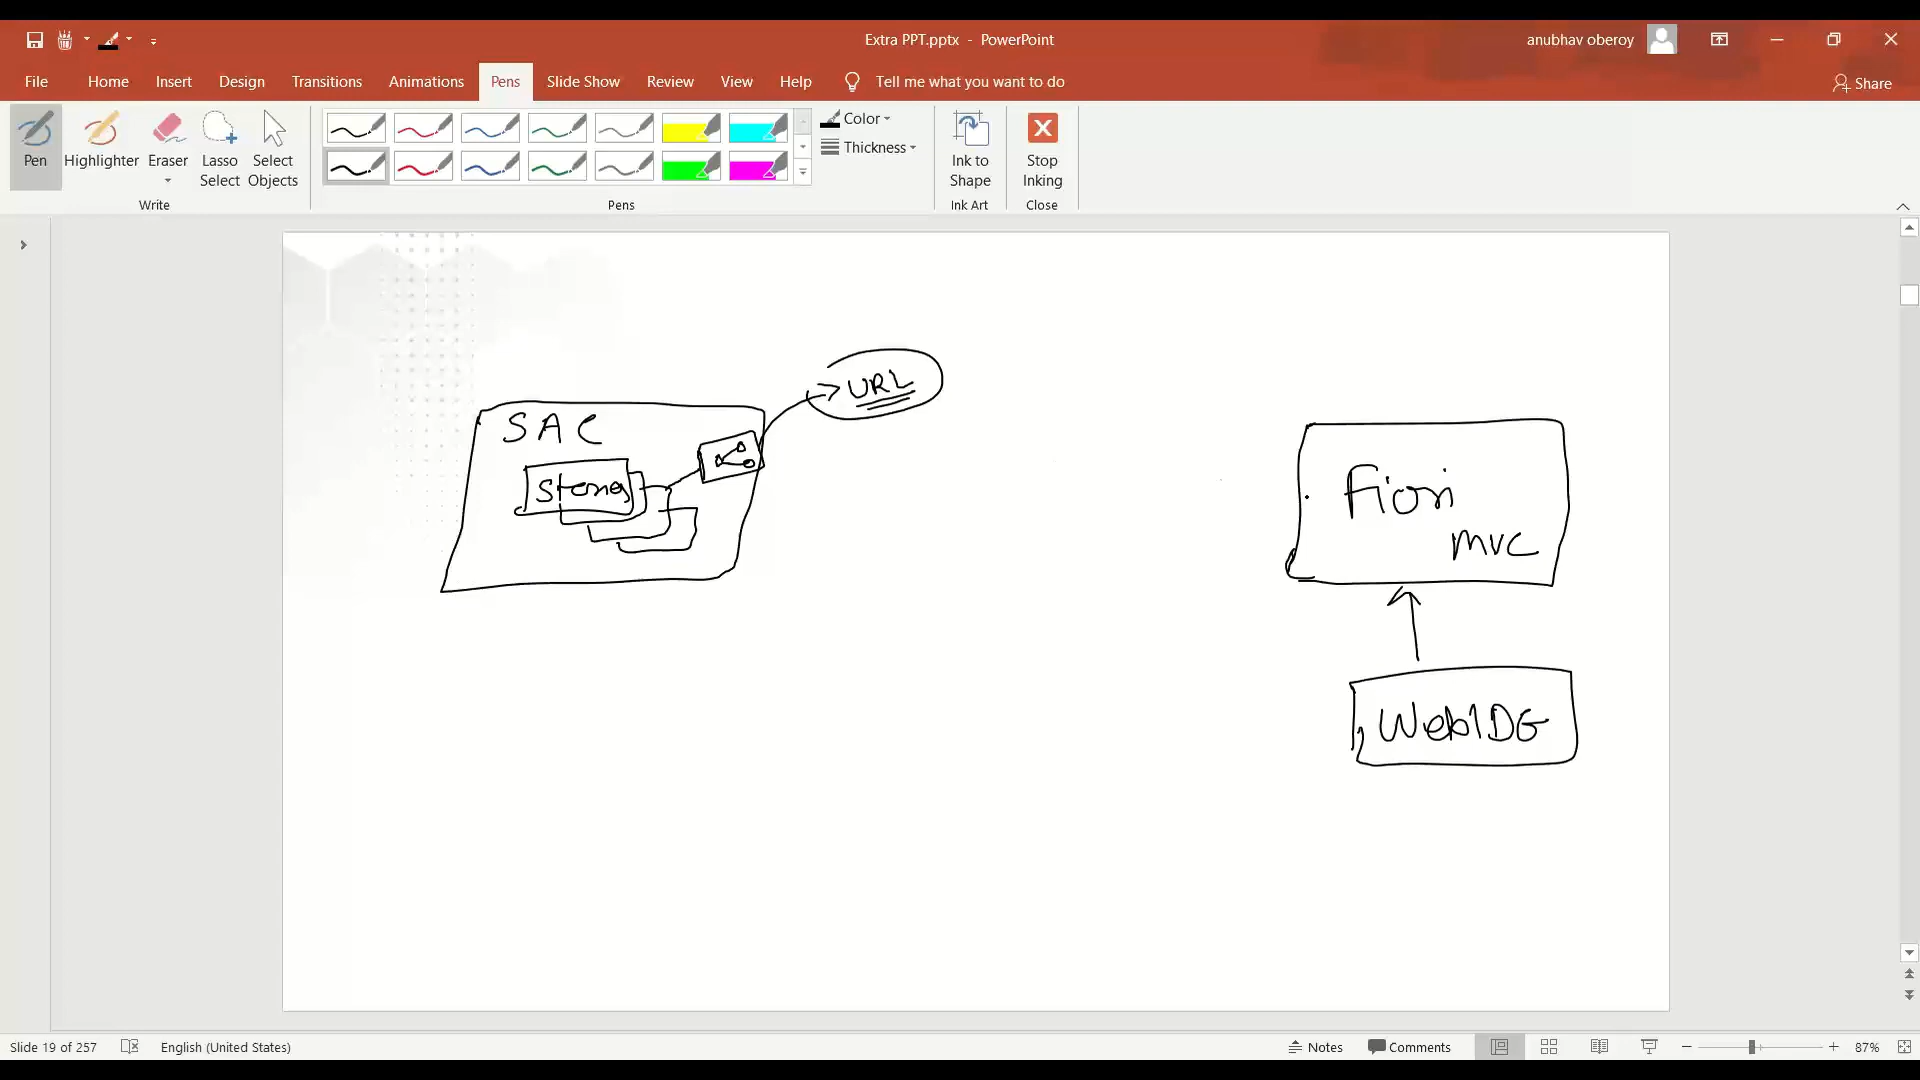 Extra PPT.pptx - PowerPoint
anubhav oberoy
File Home Insert Design Transitions Animations Pens Slide Show Review View Help Tell me what you want to do
Share
Pen Highlighter Eraser Lasso Select Select Objects
Color
Thickness
Ink to Shape
Stop Inking
Write Pens Ink Art Close
URL
SAC
Fiori
MVC
WebIDE
Slide 19 of 257 English (United States) Notes Comments 87%